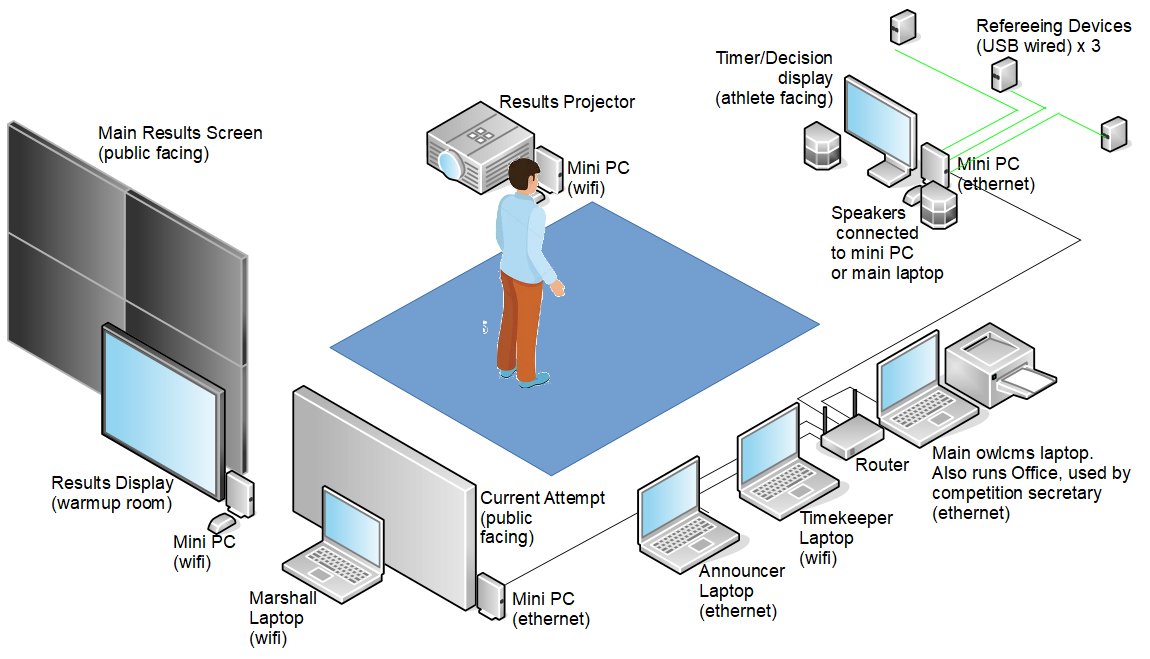 Refereeing Devices
(USB wired) x 3
Timer/Decision
display
(athlete facing)
Results Projector
Main Results Screen
(public facing)
Mini PC
(wifi)
Mini PC
(ethernet)
Speakers
connected
to mini PC
or main laptop
Main owlcms laptop.
Also runs Office, used by
competition secretary
(ethernet)
Router
Results Display
(warmup room)
Current Attempt
(public
facing)
Timekeeper
Laptop
(wifi)
Mini PC
(wifi)
Announcer
Laptop
(ethernet)
Marshall
Laptop
(wifi)
Mini PC
(ethernet)